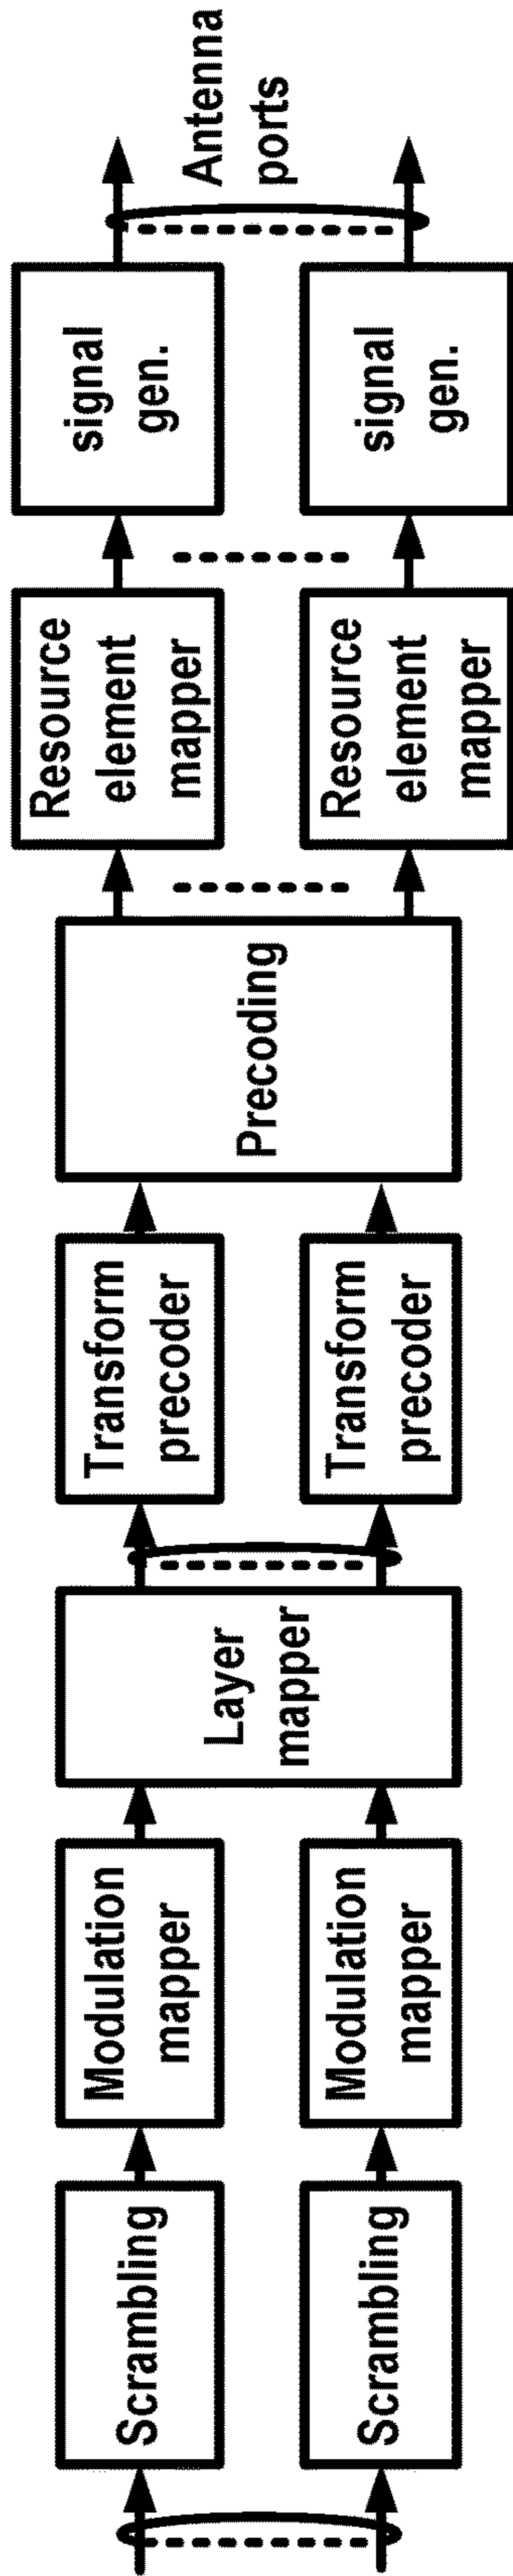 Scrambling
Scrambling
Modulation
mapper
Modulation
mapper
Layer
mapper
Transform
precoder
Transform
precoder
Precoding
Resource
element
mapper
Resource
element
mapper
signal
gen.
signal
gen.
Antenna
ports